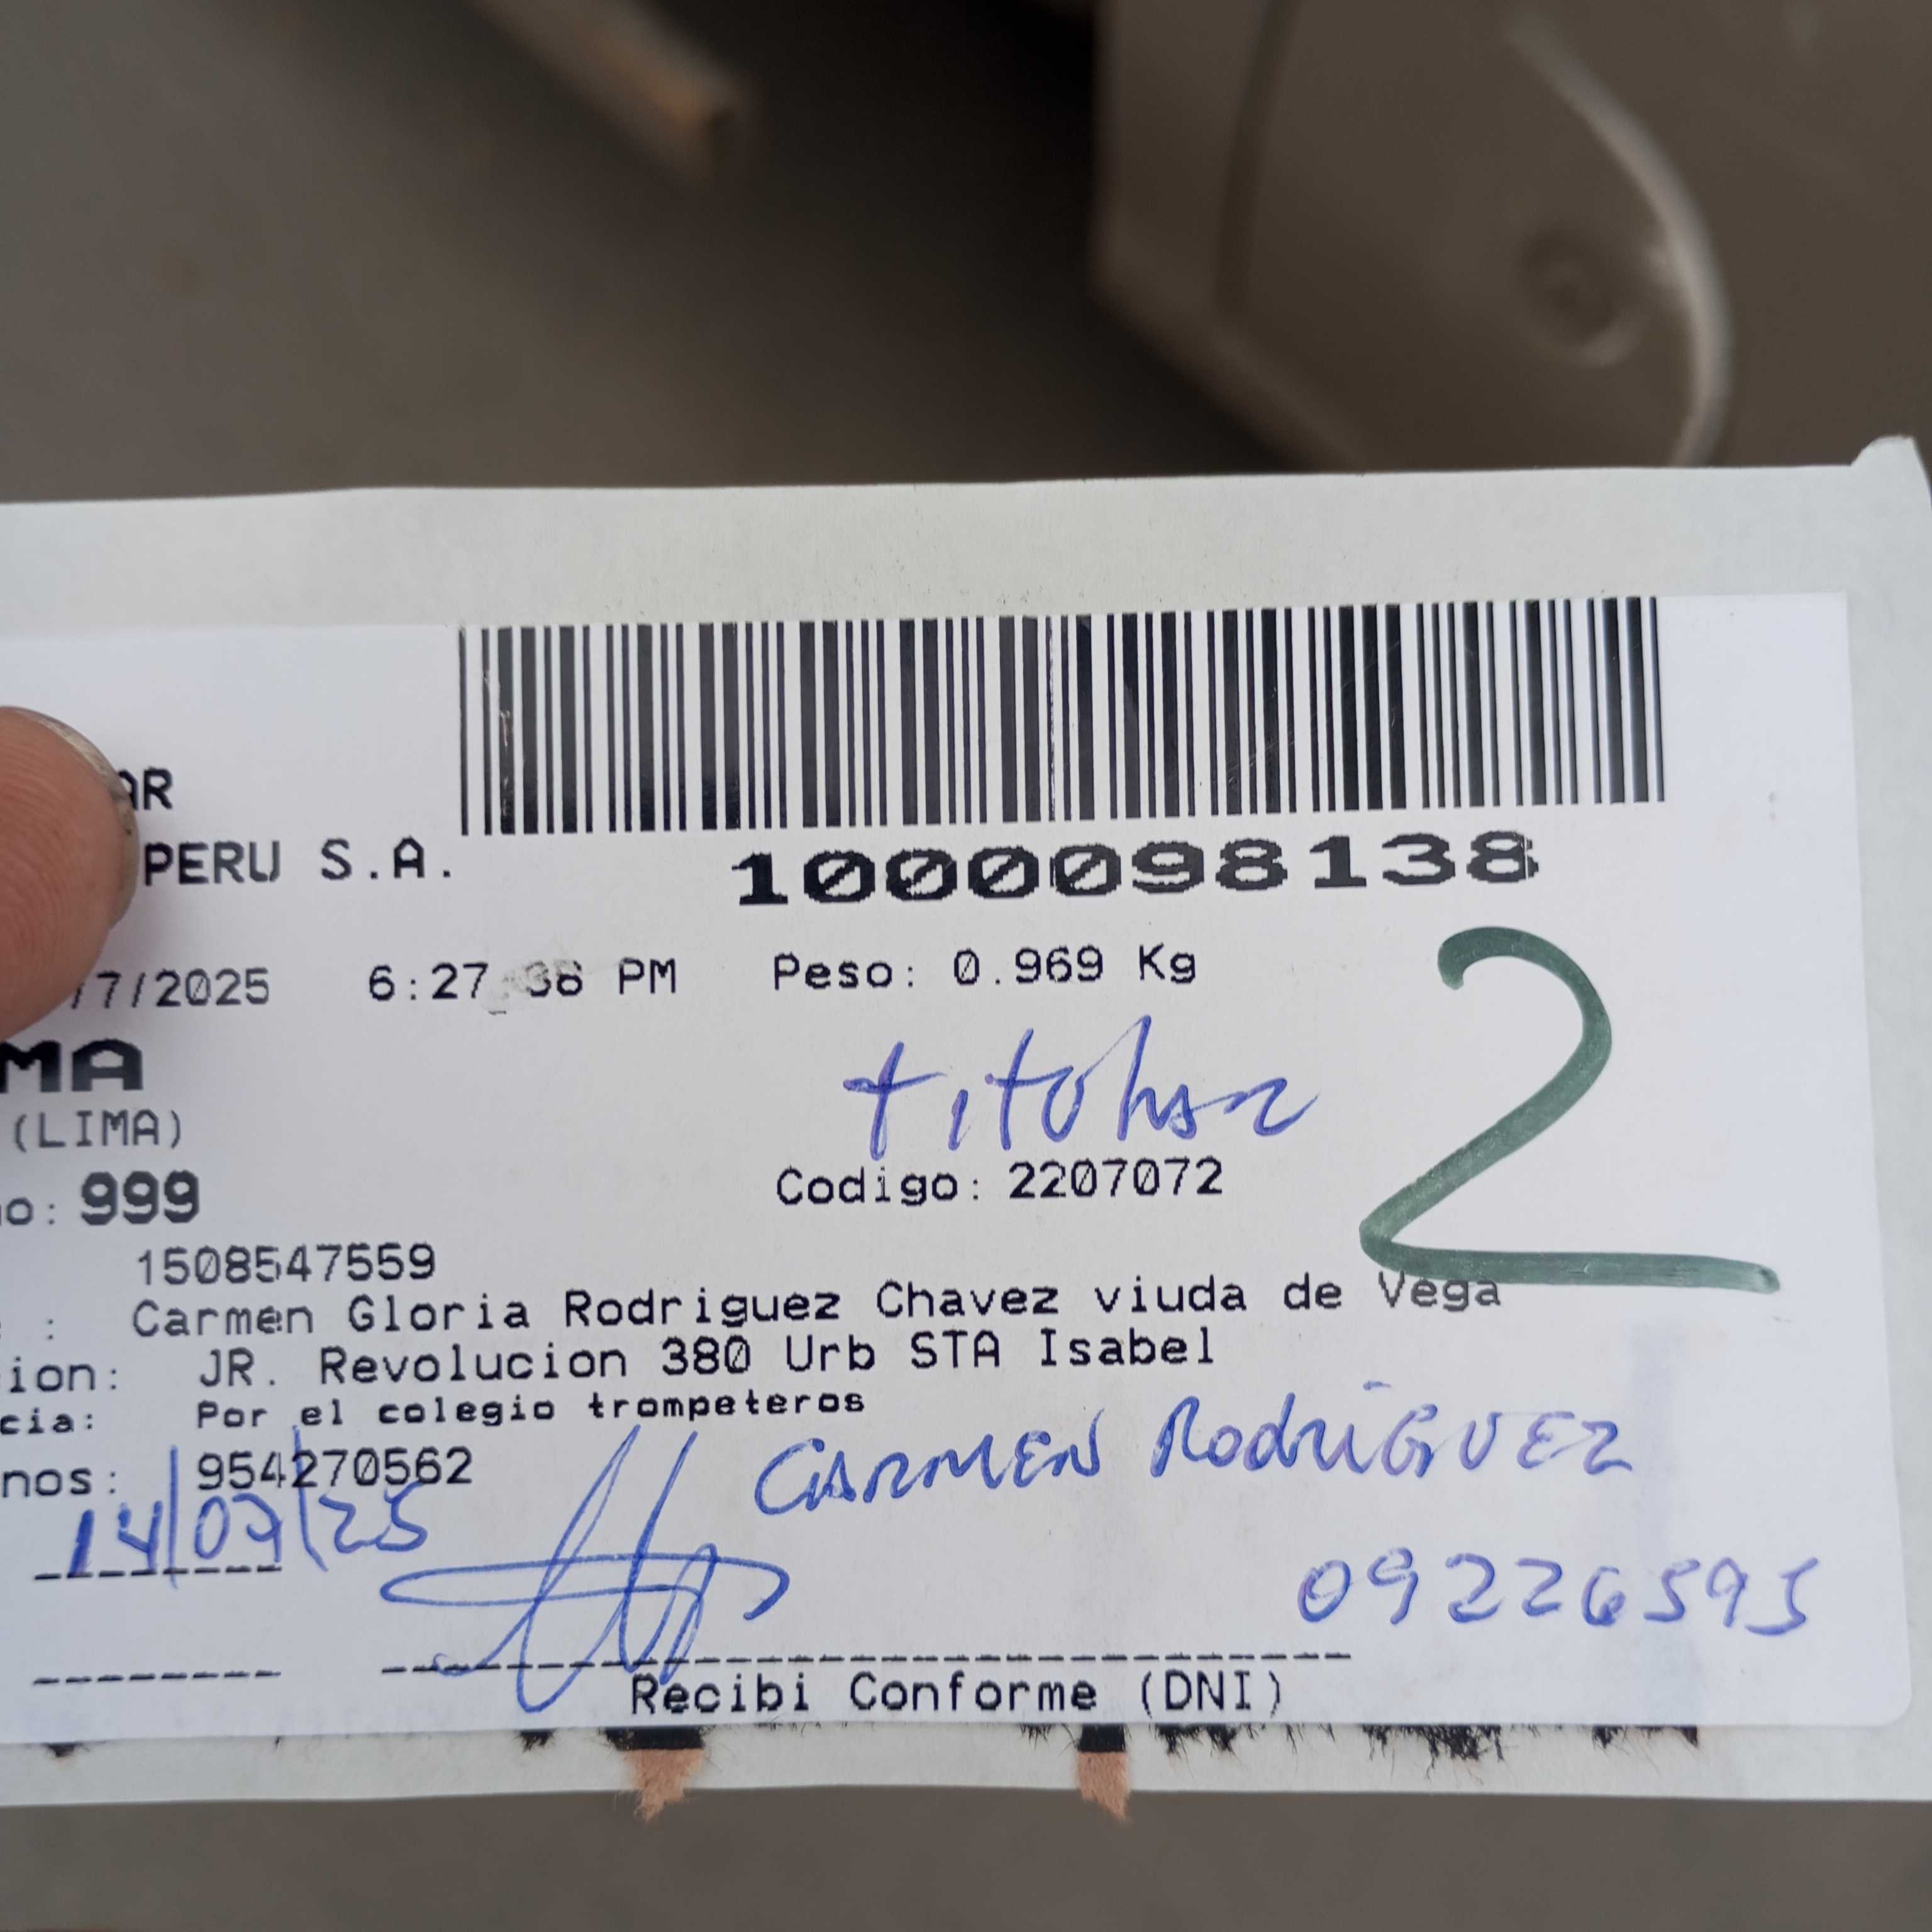 AR
PERU S.A.
1000098138
/7/2025 6:27:38 PM Peso: 0.969 Kg
MA
(LIMA)
titular
2
o: 999
Codigo: 2207072
1508547559
: Carmen Gloria Rodriguez Chavez viuda de Vega
ion: JR. Revolucion 380 Urb STA Isabel
cia: Por el colegio trompeteros
nos: 954270562
CARMEN RodRIGUEZ
14/07/25
09226595
Recibi Conforme (DNI)